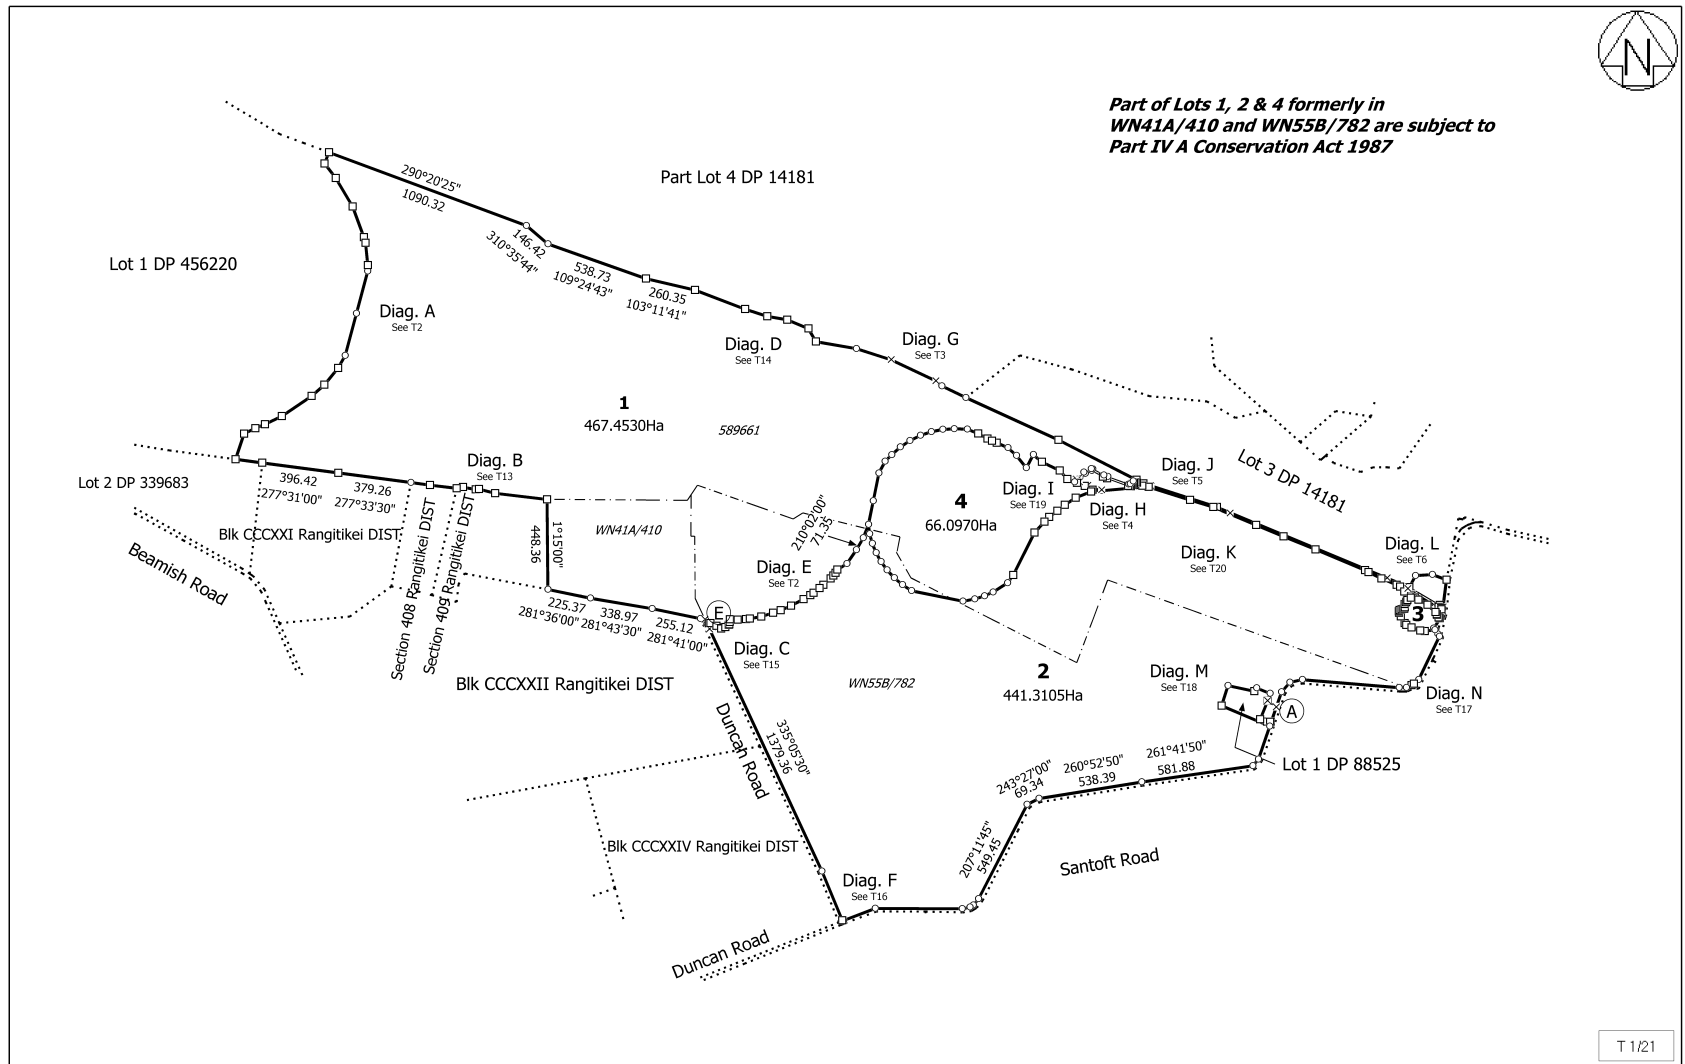 N
Part of Lots 1, 2 & 4 formerly in
WN41A/410 and WN55B/782 are subject to
Part IV A Conservation Act 1987
Part Lot 4 DP 14181
290°20'25"
1090.32
146.42
310°35'44"
Lot 1 DP 456220
538.73
109°24'43"
260.35
103°11'41"
Diag. A
See T2
Diag. D
See T14
Diag. G
See T3
1
467.4530Ha
589661
Diag. B
See T13
Lot 2 DP 339683
396.42
277°31'00"
379.26
277°33'30"
Diag. J
See T5
Lot 3 DP 14181
Diag. I
See T19
4
66.0970Ha
Diag. H
See T4
Blk CCCXXI Rangitikei DIST
Section 408 Rangitikei DIST
Section 409 Rangitikei DIST
1°15'00"
448.36
WN41A/410
210°02'00"
71.35
Diag. K
See T20
Diag. L
See T6
Beamish Road
Diag. E
See T2
225.37
281°36'00"
338.97
281°43'30"
255.12
281°41'00"
E
3
Diag. C
See T15
Blk CCCXXII Rangitikei DIST
WN55B/782
2
441.3105Ha
Diag. M
See T18
Diag. N
See T17
A
Duncan Road
335°05'30"
1379.36
243°27'00"
69.34
260°52'50"
538.39
261°41'50"
581.88
Lot 1 DP 88525
Blk CCCXXIV Rangitikei DIST
207°11'45"
549.45
Santoft Road
Diag. F
See T16
Duncan Road
T 1/21